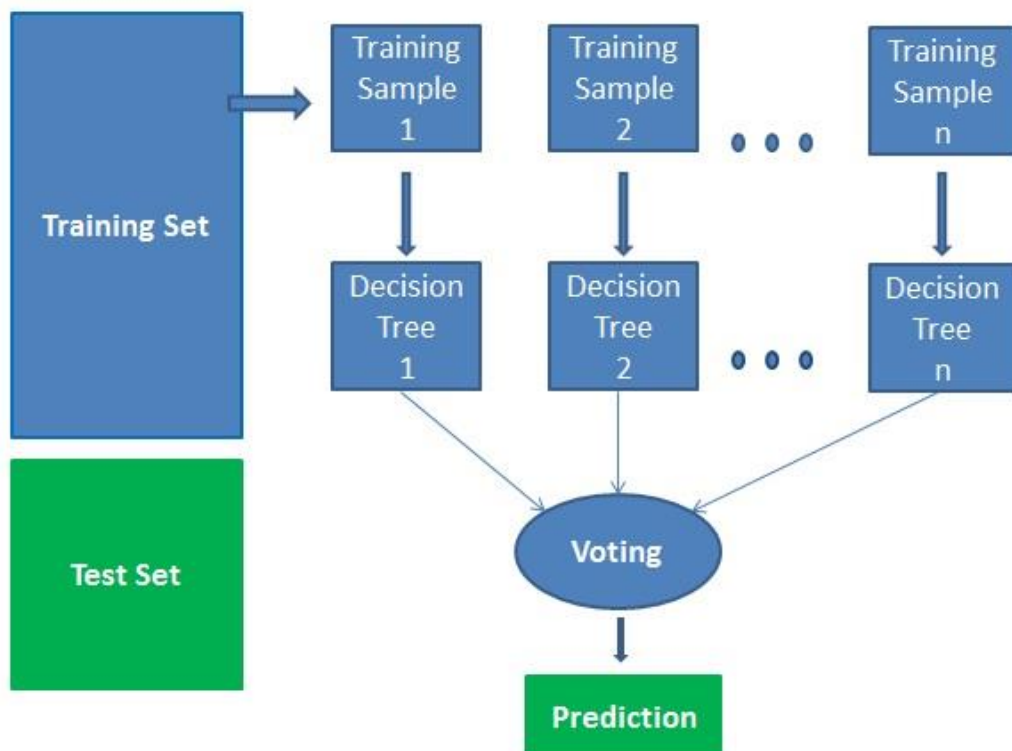 Training Set
Test Set
Training
Sample
1
Training
Sample
2
Training
Sample
n
Decision
Tree
1
Decision
Tree
2
Decision
Tree
n
Voting
Prediction